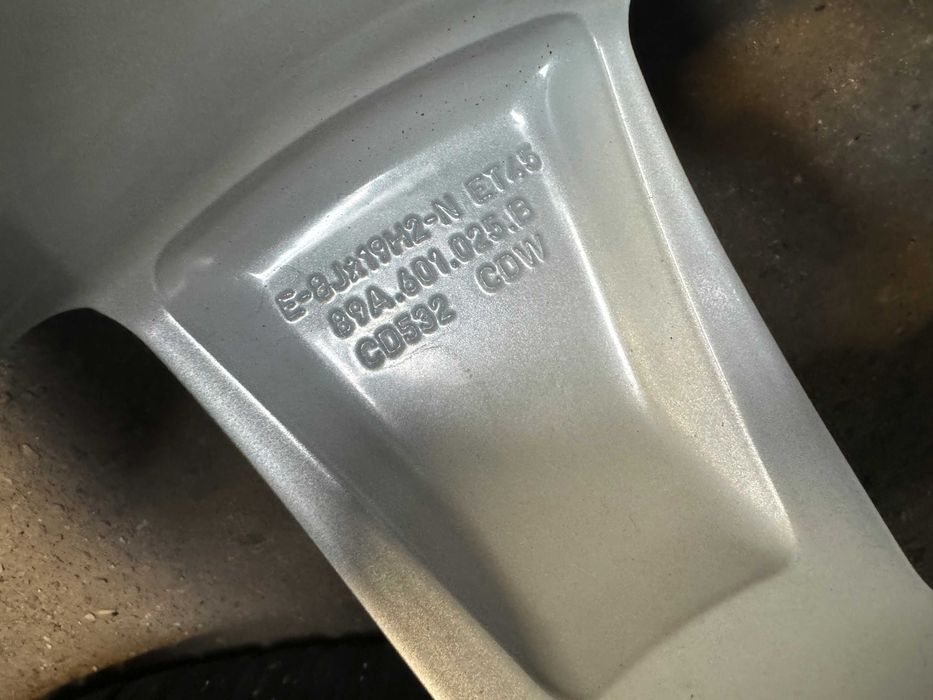 E-8Jx19H2-N ET45
89A.601.025.B
CD532 CDW